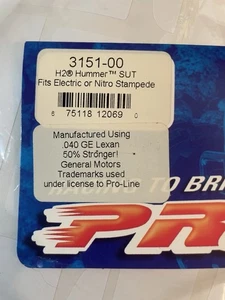 3151-00
H2® Hummer™ SUT
Fits Electric or Nitro Stampede
6 75118 12069 0
Manufactured Using
.040 GE Lexan
50% Stronger!
General Motors
Trademarks used
under license to Pro-Line
TO BRI
PR